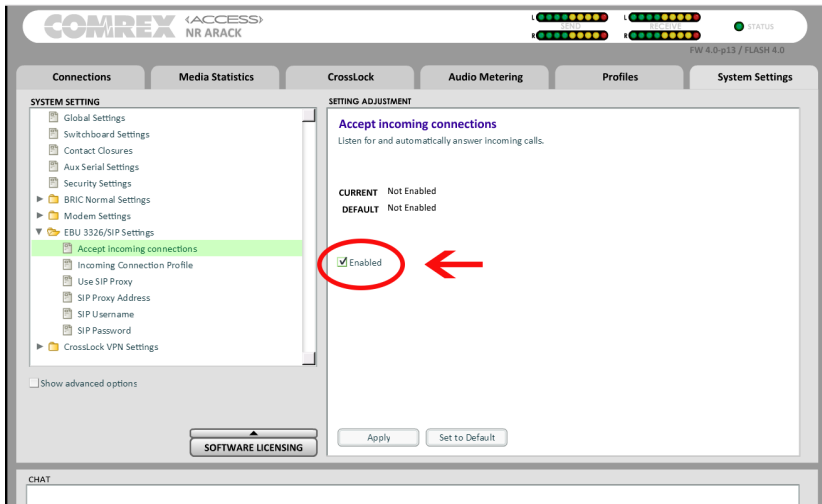 COMREX
(ACCESS)
NR ARACK
L
SEND
R
L
RECEIVE
R
STATUS
FW 4.0-p13 / FLASH 4.0
Connections
Media Statistics
CrossLock
Audio Metering
Profiles
System Settings
SYSTEM SETTING
Global Settings
Switchboard Settings
Contact Closures
Aux Serial Settings
Security Settings
BRIC Normal Settings
Modem Settings
EBU 3326/SIP Settings
Accept incoming connections
Incoming Connection Profile
Use SIP Proxy
SIP Proxy Address
SIP Username
SIP Password
CrossLock VPN Settings
Show advanced options
SOFTWARE LICENSING
SETTING ADJUSTMENT
Accept incoming connections
Listen for and automatically answer incoming calls.
CURRENT Not Enabled
DEFAULT Not Enabled
Enabled
Apply
Set to Default
CHAT